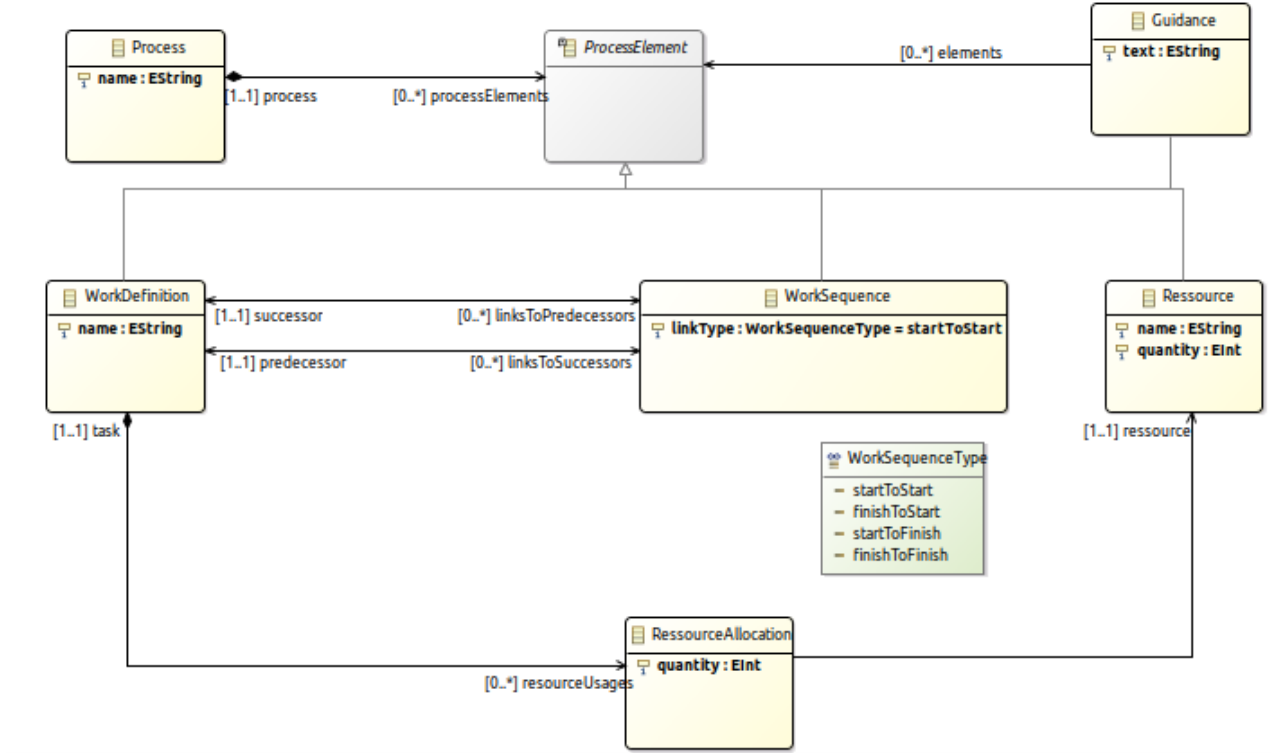 Process
name : EString
[1..1] process
[0..*] processElements
ProcessElement
[0..*] elements
Guidance
text : EString
WorkDefinition
name : EString
[1..1] successor
[0..*] linksToPredecessors
[1..1] predecessor
[0..*] linksToSuccessors
WorkSequence
linkType : WorkSequenceType = startToStart
Ressource
name : EString
quantity : EInt
[1..1] task
[1..1] ressource
WorkSequenceType
startToStart
finishToStart
startToFinish
finishToFinish
RessourceAllocation
quantity : EInt
[0..*] resourceUsages